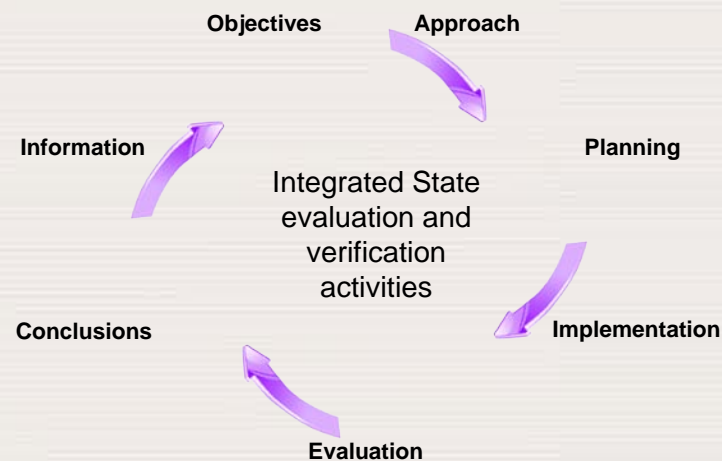 Objectives
Approach
Information
Planning
Integrated State
evaluation and
verification
activities
Conclusions
Implementation
Evaluation